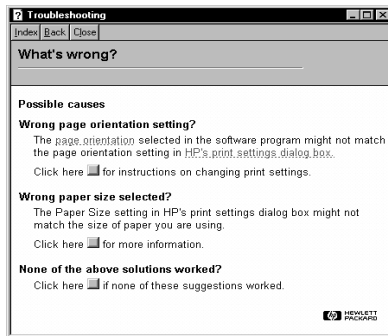 ? Troubleshooting
Index Back Close
What's wrong?
Possible causes
Wrong page orientation setting?
The page orientation selected in the software program might not match
the page orientation setting in HP's print settings dialog box.
Click here for instructions on changing print settings.
Wrong paper size selected?
The Paper Size setting in HP's print settings dialog box might not
match the size of paper you are using.
Click here for more information.
None of the above solutions worked?
Click here if none of these suggestions worked.
hp HEWLETT
PACKARD